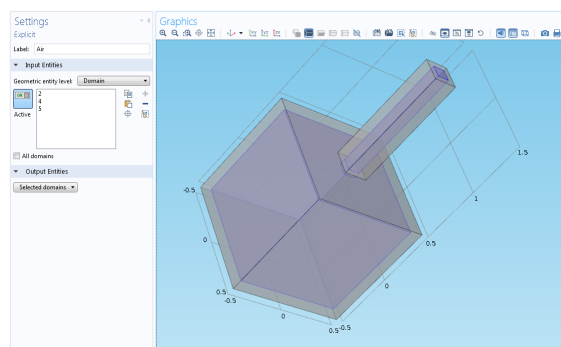 Settings
Explicit
Label: Air
Input Entities
Geometric entity level: Domain
2
4
5
Active
All domains
Output Entities
Selected domains
Graphics
1.5
1
0.5
0
-0.5
-0.5
0
0.5
-0.5
0
0.5